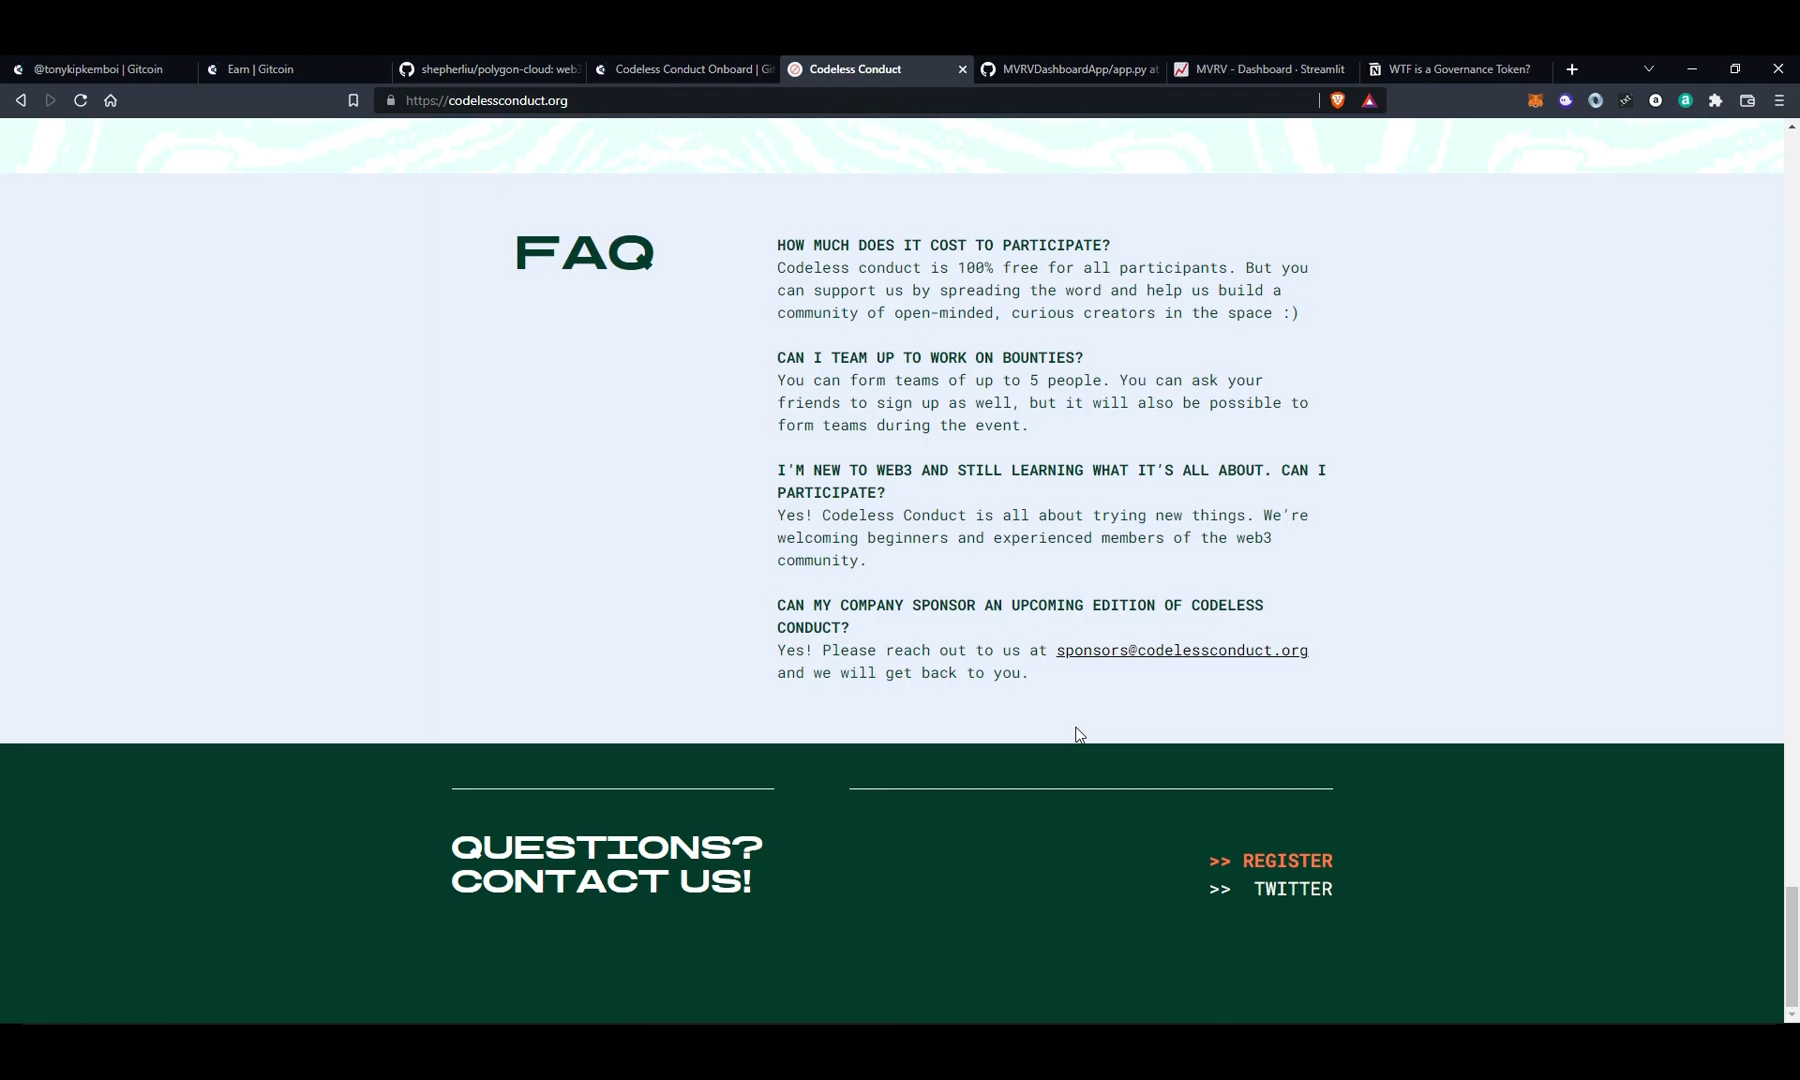 @tonykipkemboi | Gitcoin
Earn | Gitcoin
shepherliu/polygon-cloud: web3
Codeless Conduct Onboard | Git
Codeless Conduct
MVRVDashboardApp/app.py at
MVRV - Dashboard · Streamlit
WTF is a Governance Token?
https://codelessconduct.org
FAQ
HOW MUCH DOES IT COST TO PARTICIPATE?
Codeless conduct is 100% free for all participants. But you
can support us by spreading the word and help us build a
community of open-minded, curious creators in the space :)
CAN I TEAM UP TO WORK ON BOUNTIES?
You can form teams of up to 5 people. You can ask your
friends to sign up as well, but it will also be possible to
form teams during the event.
I'M NEW TO WEB3 AND STILL LEARNING WHAT IT'S ALL ABOUT. CAN I
PARTICIPATE?
Yes! Codeless Conduct is all about trying new things. We're
welcoming beginners and experienced members of the web3
community.
CAN MY COMPANY SPONSOR AN UPCOMING EDITION OF CODELESS
CONDUCT?
Yes! Please reach out to us at sponsors@codelessconduct.org
and we will get back to you.
QUESTIONS?
CONTACT US!
>> REGISTER
>> TWITTER